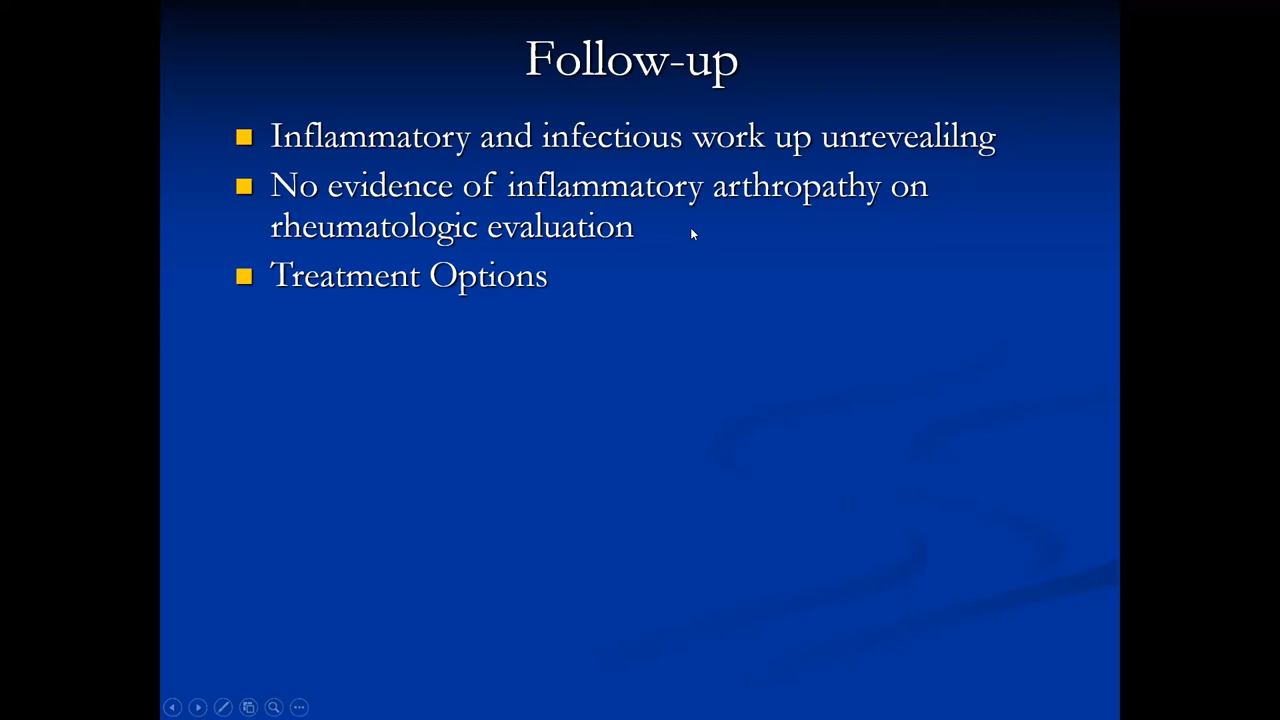 Follow-up
Inflammatory and infectious work up unrevealilng
No evidence of inflammatory arthropathy on
rheumatologic evaluation
Treatment Options